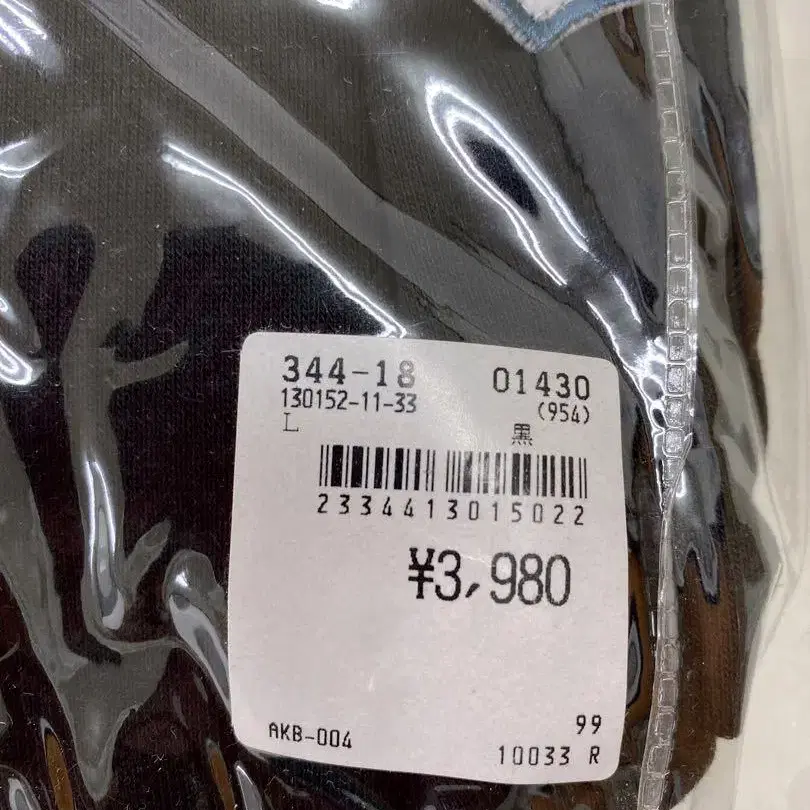 344-18 01430
130152-11-33 (954)
L 黒
2334413015022
¥3,980
AKB-004 99
10033 R